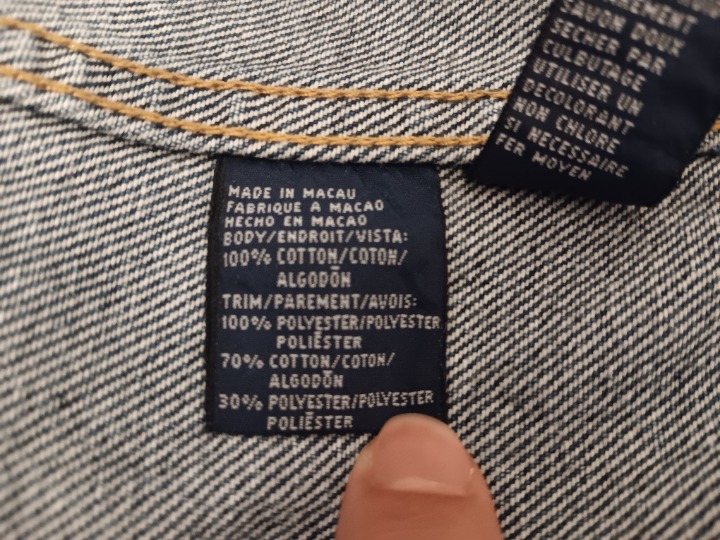 SAVON DOUX
SECHER PAR
CULBUTAGE
UTILISER UN
DECOLORANT
NON CHLORE
SI NECESSAIRE
FER MOYEN
MADE IN MACAU
FABRIQUE A MACAO
HECHO EN MACAO
BODY/ENDROIT/VISTA:
100% COTTON/COTON/
ALGODÓN
TRIM/PAREMENT/AVOIS:
100% POLYESTER/POLYESTER
POLIÉSTER
70% COTTON/COTON/
ALGODÓN
30% POLYESTER/POLYESTER
POLIÉSTER